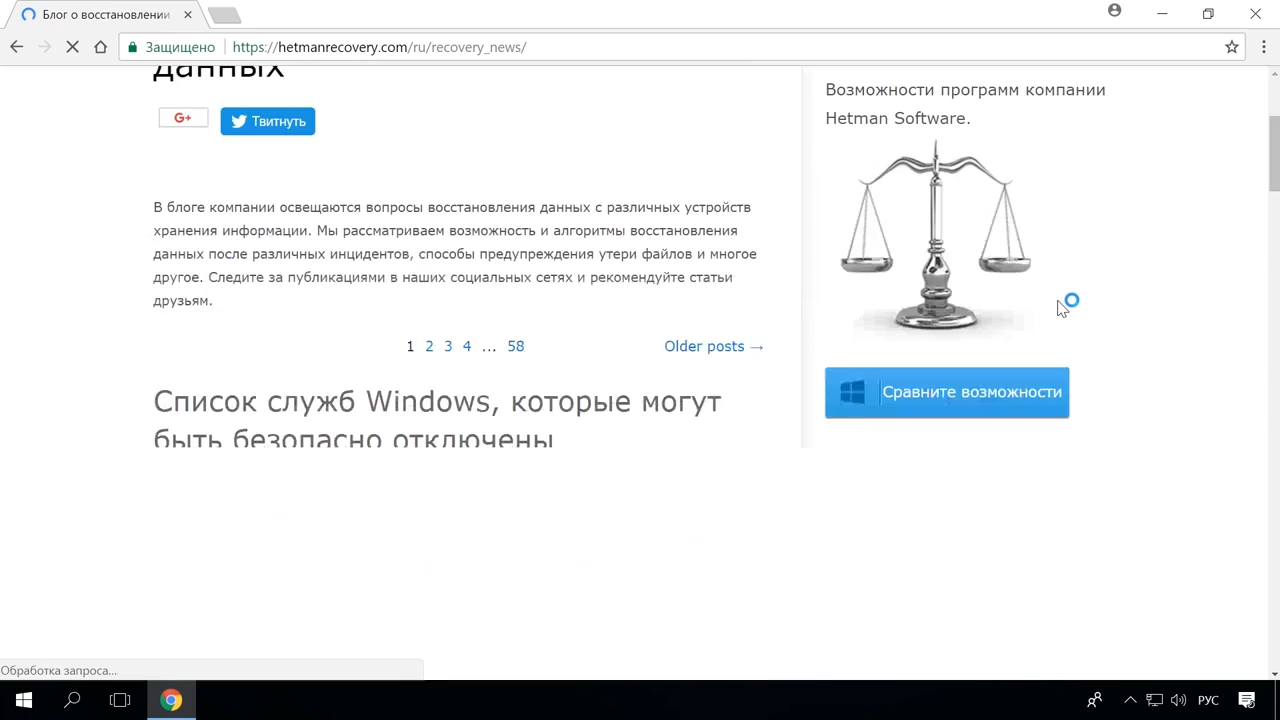 Блог о восстановлении
Защищено
https://hetmanrecovery.com/ru/recovery_news/
данных
G+
Твитнуть
В блоге компании освещаются вопросы восстановления данных с различных устройств
хранения информации. Мы рассматриваем возможность и алгоритмы восстановления
данных после различных инцидентов, способы предупреждения утери файлов и многое
другое. Следите за публикациями в наших социальных сетях и рекомендуйте статьи
друзьям.
1 2 3 4 ... 58 Older posts →
Список служб Windows, которые могут
быть безопасно отключены
Возможности программ компании
Hetman Software.
Сравните возможности
Обработка запроса...
РУС